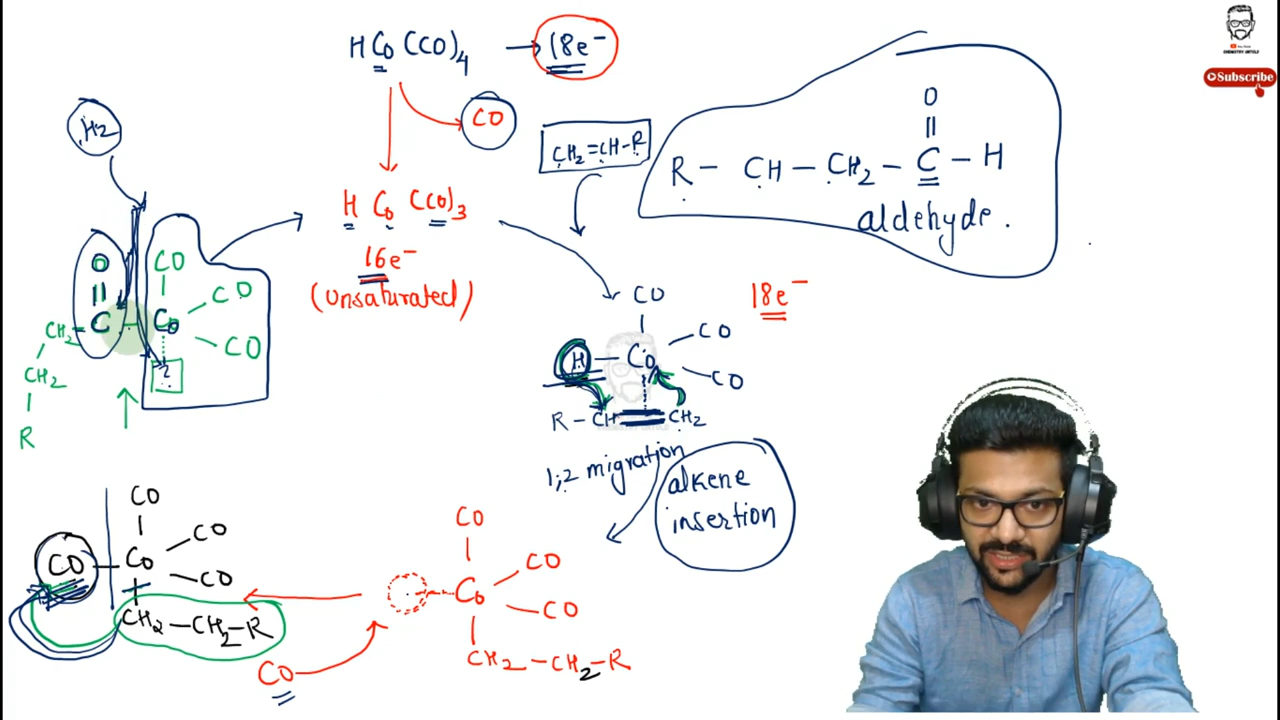 HCo(CO)4 → 18e⁻
CO
H2
CH2=CH-R
O
||
R - CH - CH2 - C - H
aldehyde.
H Co (CO)3
16e⁻
(Unsaturated)
O CO
|| |
CH2 - C - Co CO
CO
CH2
|
R
?
18e⁻
CO
|
H - Co CO
CO
R - CH = CH2
1,2 migration
alkene
insertion
CO
|
CO - Co CO
CO
|
CH2 - CH2 - R
CO
CO
|
Co CO
CO
|
CH2 - CH2 - R
CHEMISTRY UNTOLD
Subscribe